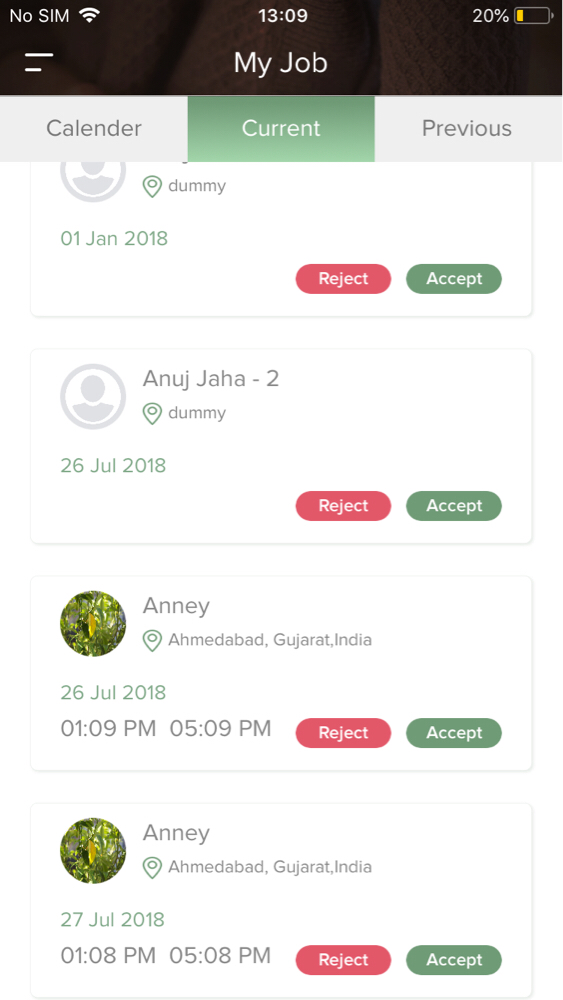 No SIM 13:09 20%
My Job
Calender Current Previous
dummy
01 Jan 2018
Reject Accept
Anuj Jaha - 2
dummy
26 Jul 2018
Reject Accept
Anney
Ahmedabad, Gujarat,India
26 Jul 2018
01:09 PM 05:09 PM Reject Accept
Anney
Ahmedabad, Gujarat,India
27 Jul 2018
01:08 PM 05:08 PM Reject Accept